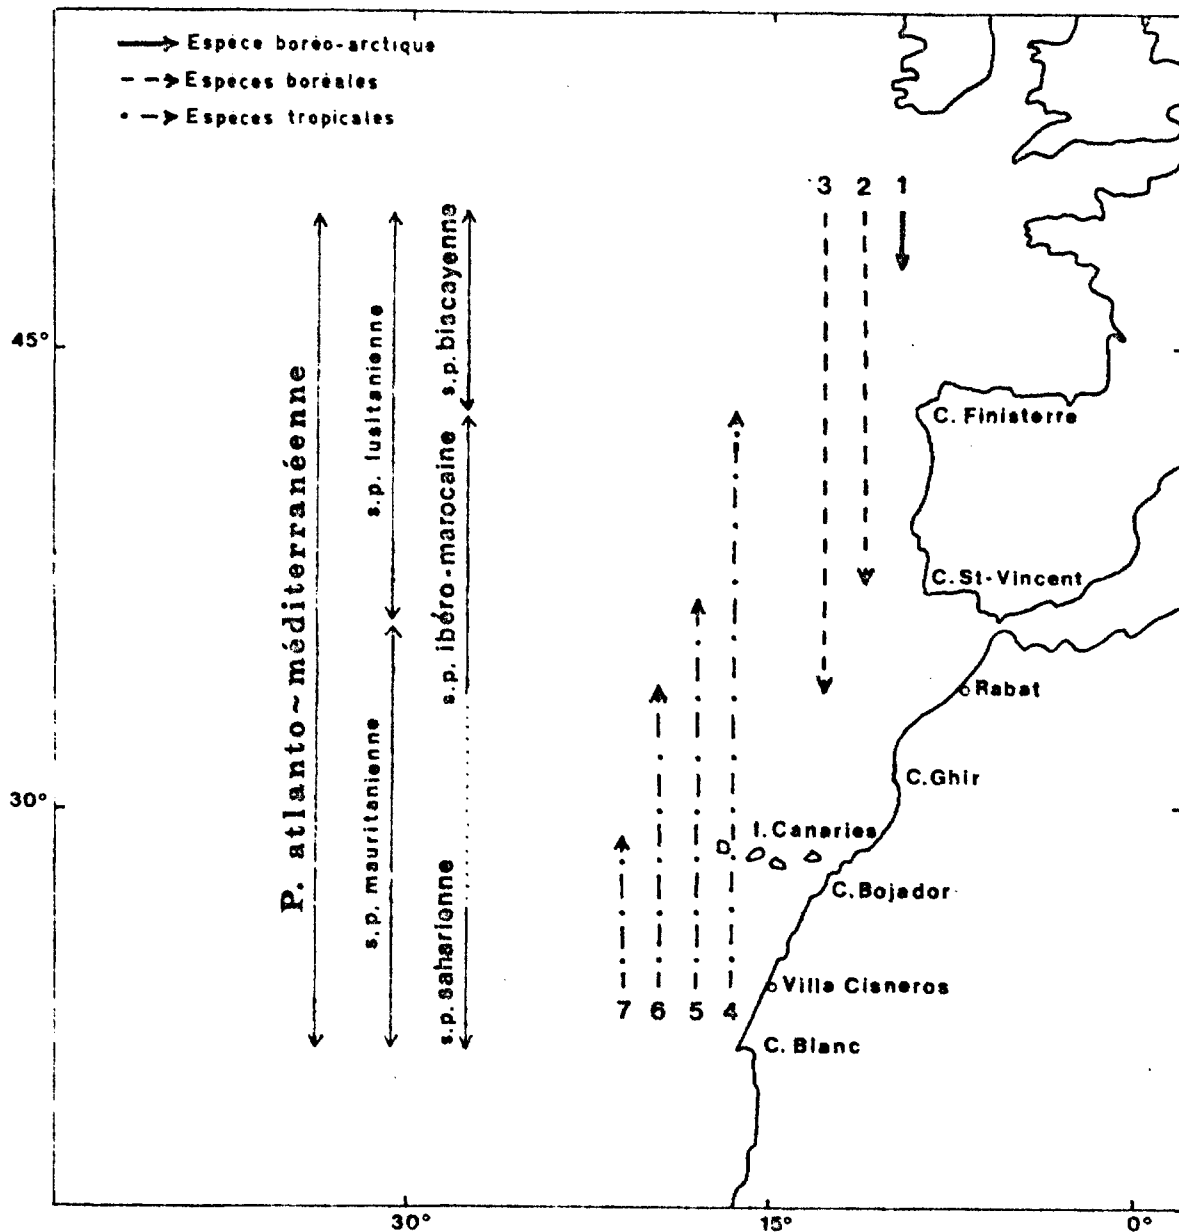 Espèce boréo-arctique
Espèces boréales
Espèces tropicales
3 2 1
45°
30°
P. atlanto~méditerranéenne
s.p. lusitanienne
s.p. mauritanienne
s.p. biscayenne
s.p. ibéro-marocaine
s.p. saharienne
C. Finisterre
C. St-Vincent
Rabat
C. Ghir
I. Canaries
C. Bojador
Villa Cisneros
7 6 5 4
C. Blanc
30° 15° 0°